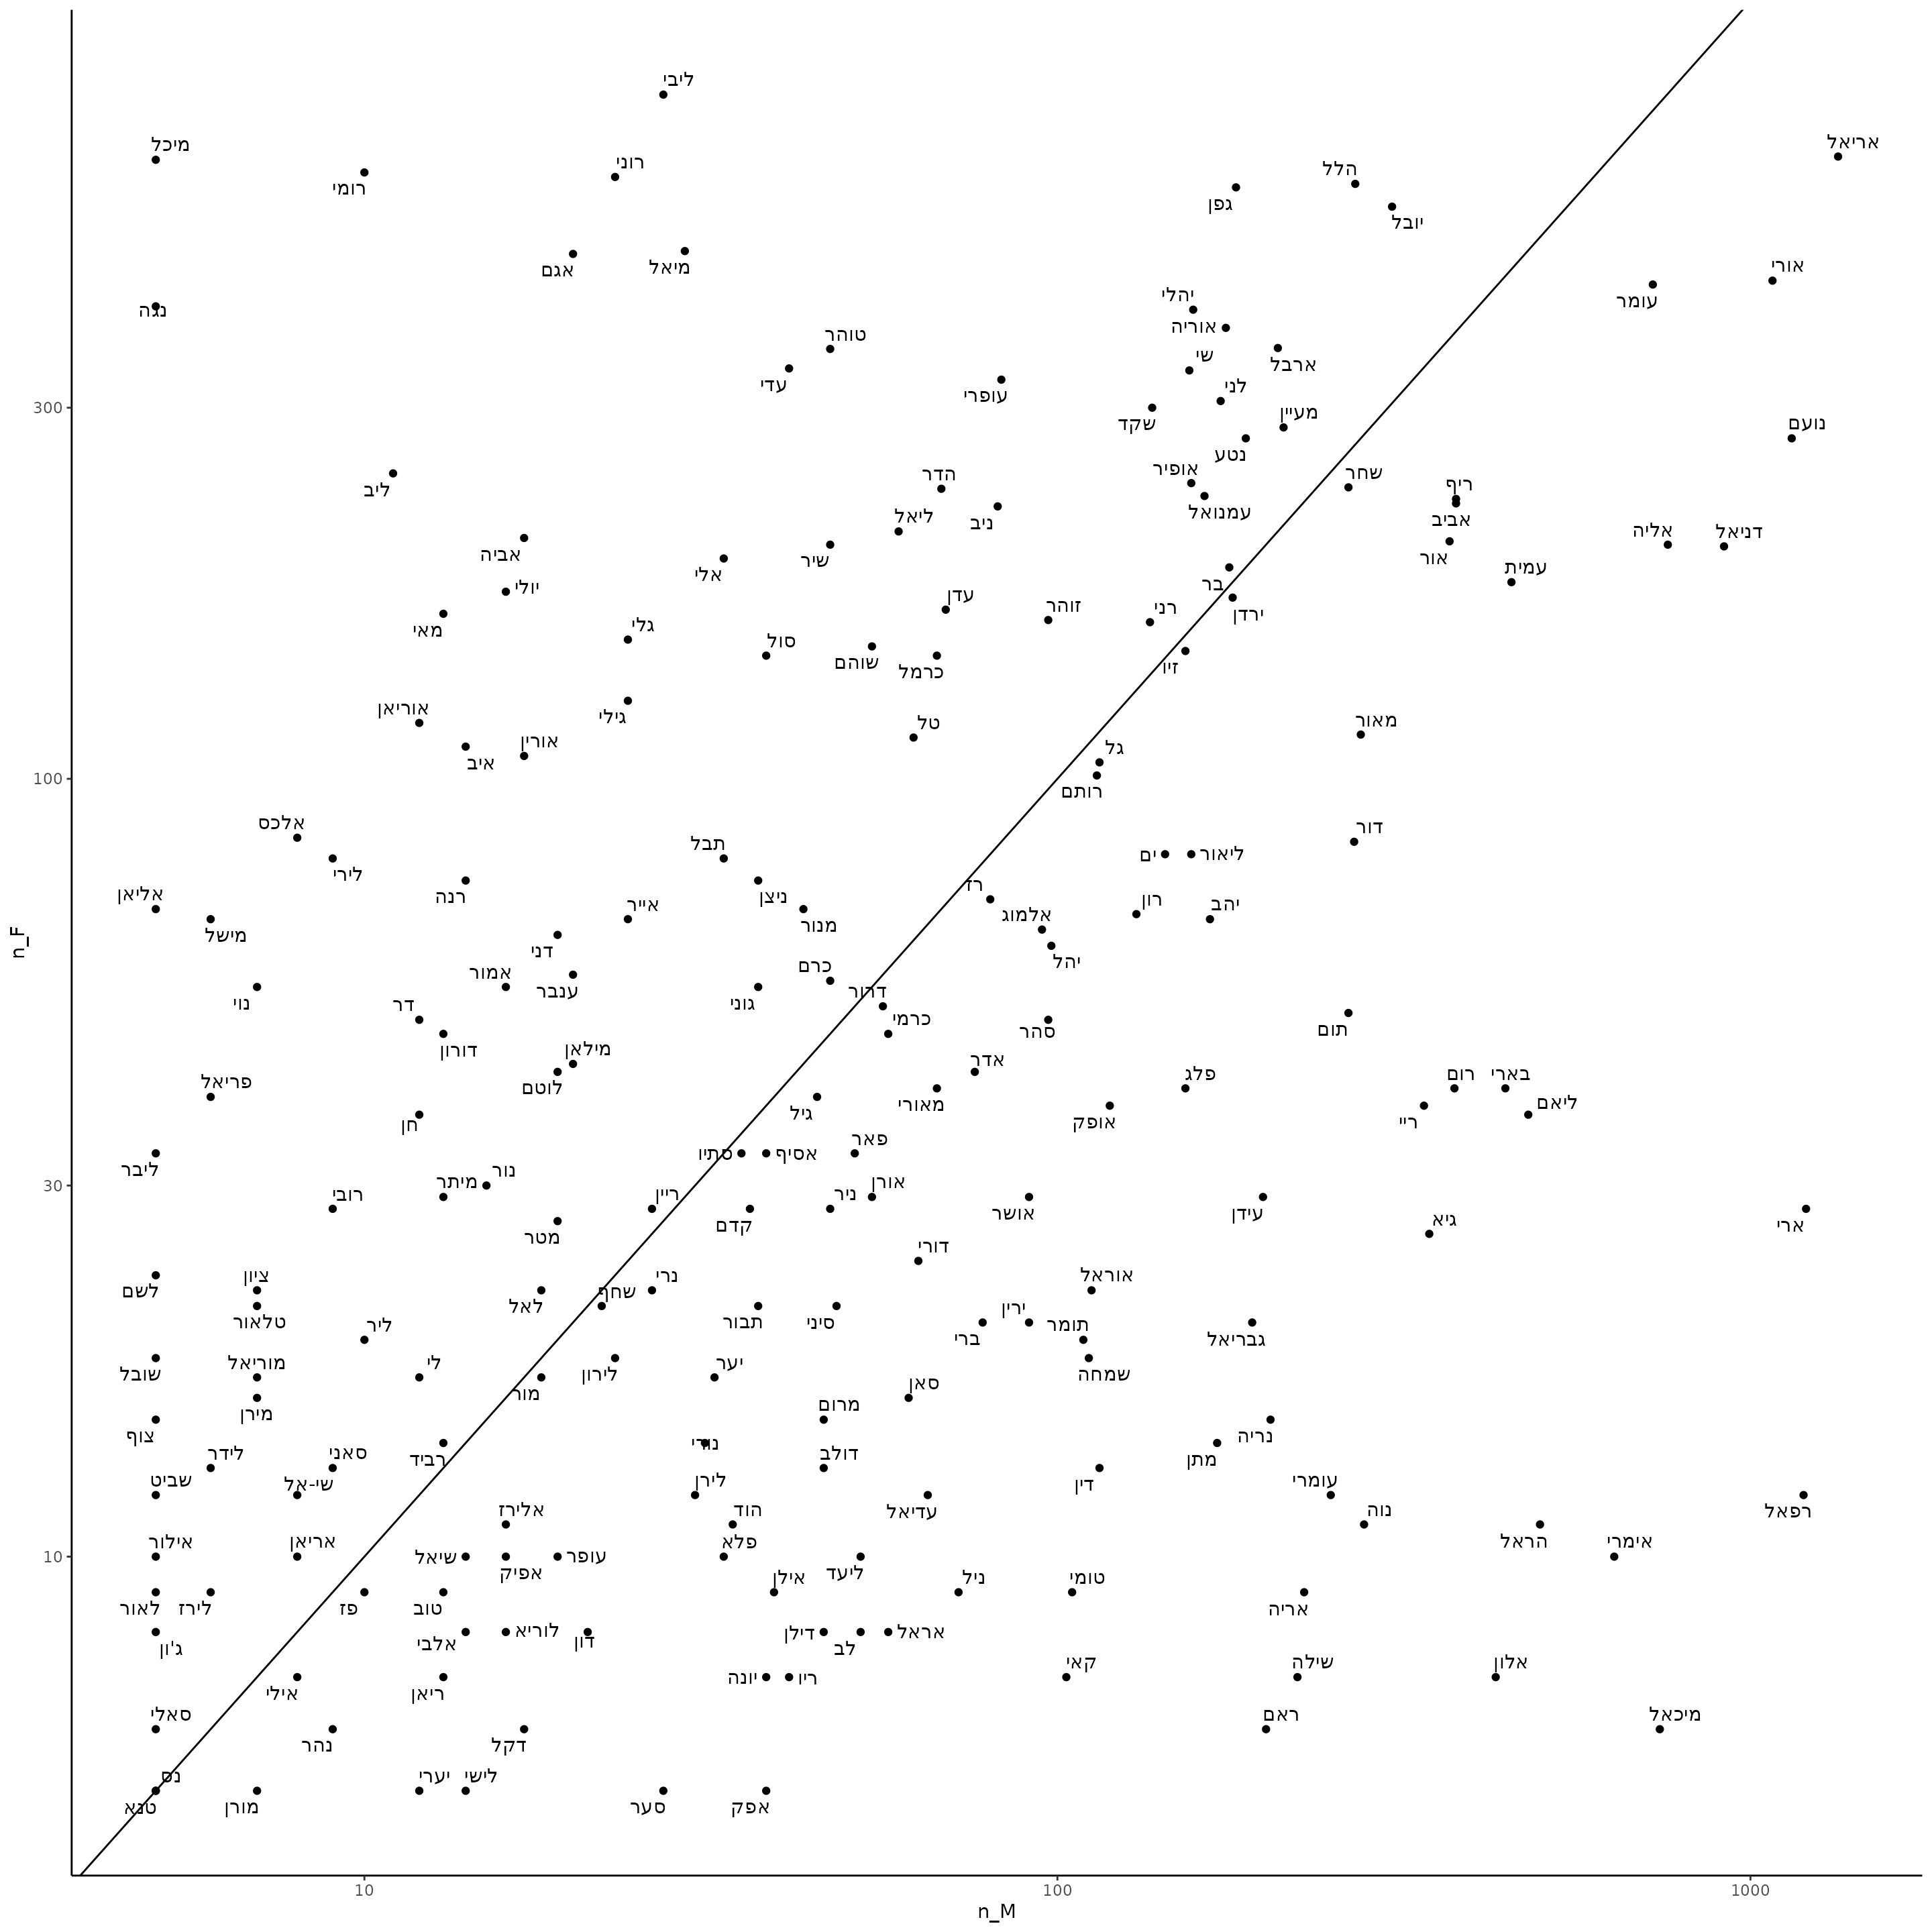 ליבי
מיכל
אריאל
רוני
הלל
רומי
גפן
יובל
אורי
אגם
מיאל
יהלי
עומר
נגה
אוריה
טוהר
שי
ארבל
עדי
לני
עופרי
מעיין
שקד
נועם
נטע
אופיר
הדר
שחר
ריף
ליב
עמנואל
ניב
ליאל
אביב
אליה
דניאל
אביה
שיר
אור
עמית
אלי
יולי
בר
עדן
זוהר
רני
ירדן
מאי
גלי
סול
שוהם
כרמל
זיו
אוריאן
גילי
טל
מאור
אורין
גל
איב
רותם
אלכס
דור
תבל
ים
ליאור
לירי
רז
אליאן
רנה
ניצן
רון
יהב
אייר
אלמוג
מנור
מישל
דני
יהל
כרם
אמור
ענבר
דרור
נוי
גוני
דר
כרמי
סהר
תום
דורון
מילאן
אדר
פלג
רום
בארי
פריאל
לוטם
מאורי
ליאם
גיל
אופק
ריי
חן
פאר
סתיו
אסיף
ליבר
נור
מיתר
אורן
רובי
ריין
ניר
אושר
עידן
קדם
גיא
ארי
מטר
דורי
ציון
נרי
אוראל
לשם
לאל
שחף
טלאור
תבור
סיני
ירין
ליר
תומר
ברי
גבריאל
מוריאל
לי
יער
שובל
לירון
שמחה
סאן
מור
מירן
מרום
צוף
נורי
נריה
לידר
סאני
רביד
דולב
מתן
שביט
שי-אל
לירן
דין
עומרי
אלירז
הוד
עדיאל
נוה
רפאל
אילור
אריאן
פלא
הראל
אימרי
שיאל
אפיק
עופר
ליעד
אילן
ניל
טומי
לאור
לירז
פז
טוב
אריה
ג'ון
אלבי
לוריא
דון
דילן
לב
אראל
אילי
ריאן
יונה
ריו
קאי
שילה
אלון
סאלי
נהר
דקל
ראם
מיכאל
נס
יערי
לישי
טנא
מורן
סער
אפק
300
100
30
10
n_F
10
100
1000
n_M